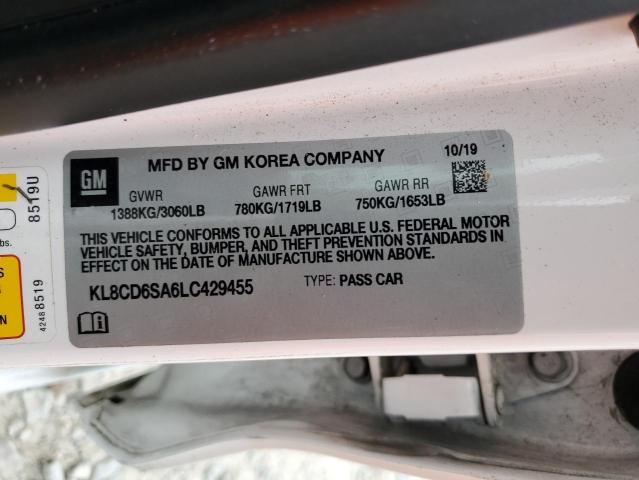 GM
MFD BY GM KOREA COMPANY
10/19
GVWR
GAWR FRT
GAWR RR
1388KG/3060LB
780KG/1719LB
750KG/1653LB
THIS VEHICLE CONFORMS TO ALL APPLICABLE U.S. FEDERAL MOTOR
VEHICLE SAFETY, BUMPER, AND THEFT PREVENTION STANDARDS IN
EFFECT ON THE DATE OF MANUFACTURE SHOWN ABOVE.
KL8CD6SA6LC429455
TYPE: PASS CAR
8519U
bs.
4248 8519
S
N